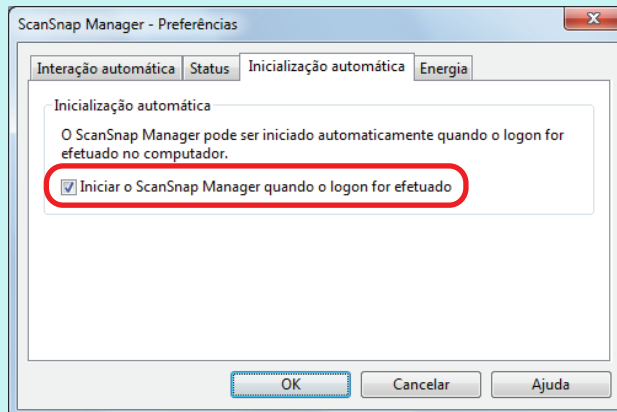 ScanSnap Manager - Preferências
Interação automática
Status
Inicialização automática
Energia
Inicialização automática
O ScanSnap Manager pode ser iniciado automaticamente quando o logon for
efetuado no computador.
Iniciar o ScanSnap Manager quando o logon for efetuado
OK
Cancelar
Ajuda